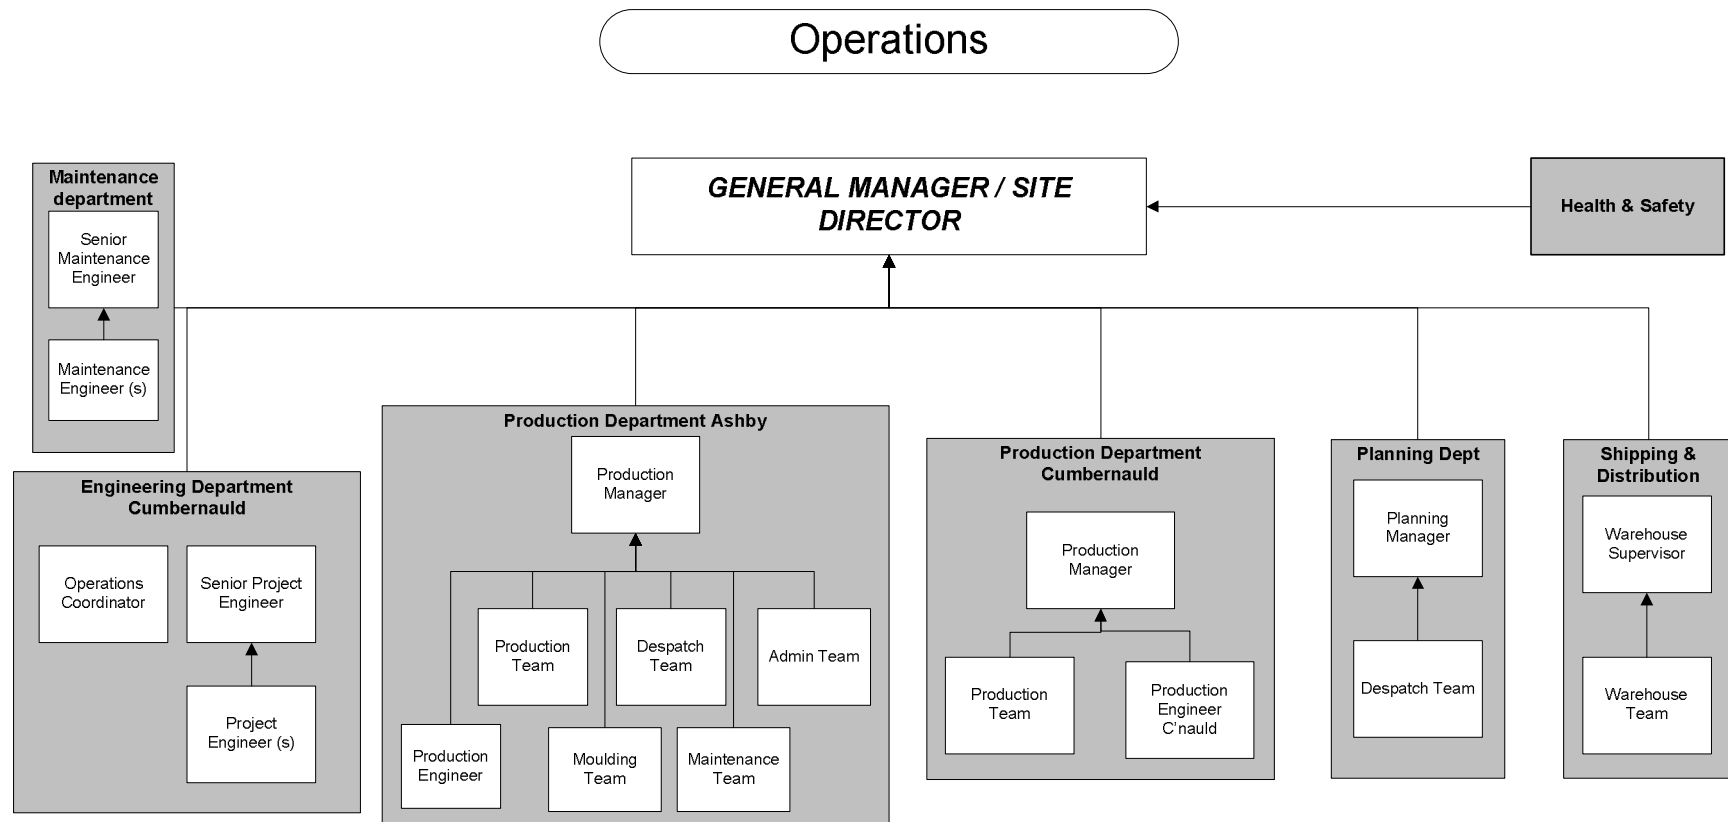 Operations
Maintenance
department
Senior
Maintenance
Engineer
Maintenance
Engineer (s)
GENERAL MANAGER / SITE
DIRECTOR
Health & Safety
Engineering Department
Cumbernauld
Operations
Coordinator
Senior Project
Engineer
Project
Engineer (s)
Production Department Ashby
Production
Manager
Production
Team
Despatch
Team
Admin Team
Production
Engineer
Moulding
Team
Maintenance
Team
Production Department
Cumbernauld
Production
Manager
Production
Team
Production
Engineer
C'nauld
Planning Dept
Planning
Manager
Despatch Team
Shipping &
Distribution
Warehouse
Supervisor
Warehouse
Team